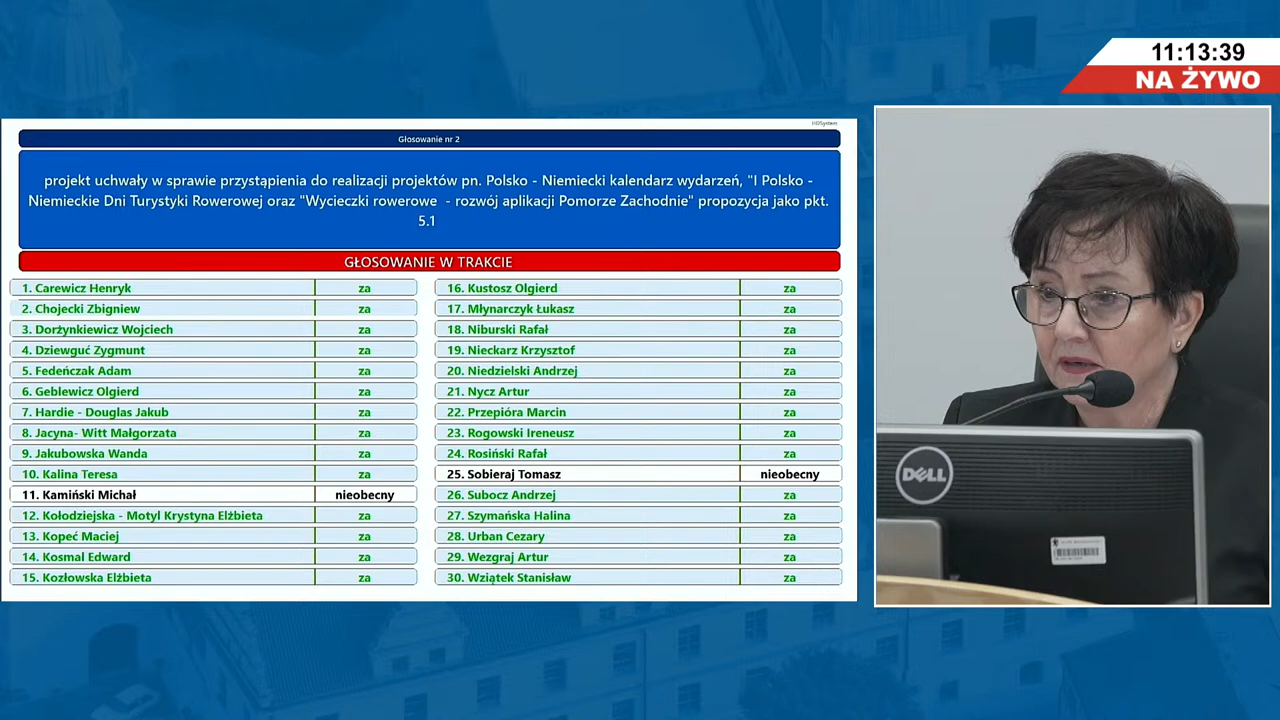 11:13:39
NA ŻYWO
HDSystem
Głosowanie nr 2
projekt uchwały w sprawie przystąpienia do realizacji projektów pn. Polsko - Niemiecki kalendarz wydarzeń, "I Polsko -
Niemieckie Dni Turystyki Rowerowej oraz "Wycieczki rowerowe - rozwój aplikacji Pomorze Zachodnie" propozycja jako pkt.
5.1
GŁOSOWANIE W TRAKCIE
1. Carewicz Henryk za
2. Chojecki Zbigniew za
3. Dorżynkiewicz Wojciech za
4. Dziewguć Zygmunt za
5. Fedeńczak Adam za
6. Geblewicz Olgierd za
7. Hardie - Douglas Jakub za
8. Jacyna- Witt Małgorzata za
9. Jakubowska Wanda za
10. Kalina Teresa za
11. Kamiński Michał nieobecny
12. Kołodziejska - Motyl Krystyna Elżbieta za
13. Kopeć Maciej za
14. Kosmal Edward za
15. Kozłowska Elżbieta za
16. Kustosz Olgierd za
17. Młynarczyk Łukasz za
18. Niburski Rafał za
19. Nieckarz Krzysztof za
20. Niedzielski Andrzej za
21. Nycz Artur za
22. Przepióra Marcin za
23. Rogowski Ireneusz za
24. Rosiński Rafał za
25. Sobieraj Tomasz nieobecny
26. Subocz Andrzej za
27. Szymańska Halina za
28. Urban Cezary za
29. Wezgraj Artur za
30. Wziątek Stanisław za
DELL